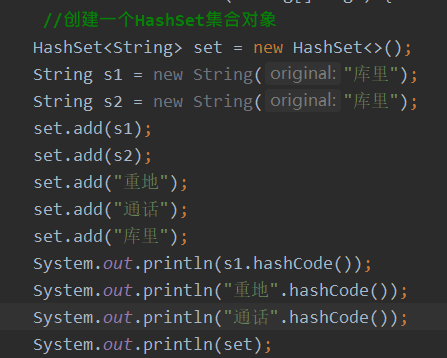 //创建一个HashSet集合对象
HashSet<String> set = new HashSet<>();
String s1 = new String( original: "库里");
String s2 = new String( original: "库里");
set.add(s1);
set.add(s2);
set.add("重地");
set.add("通话");
set.add("库里");
System.out.println(s1.hashCode());
System.out.println("重地".hashCode());
System.out.println("通话".hashCode());
System.out.println(set);